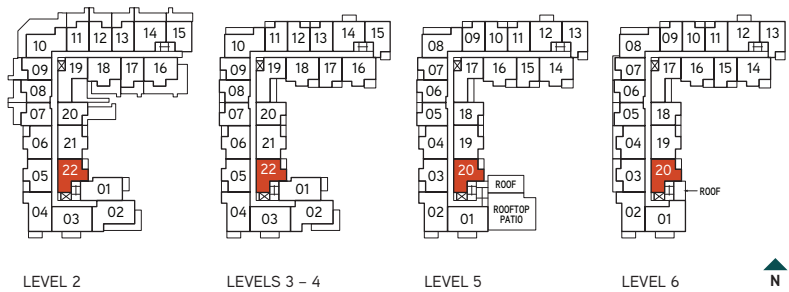 10 11 12 13 14 15
09 19 18 17 16
08
07 20
06 21
05 22
01
04 03 02
LEVEL 2
10 11 12 13 14 15
09 19 18 17 16
08
07 20
06 21
05 22
01
04 03 02
LEVELS 3 – 4
08 09 10 11 12 13
07 17 16 15 14
05
04 18
03 19
20
ROOF
02 01 ROOFTOP
PATIO
LEVEL 5
08 09 10 11 12 13
07 17 16 15 14
05
04 18
03 19
20
ROOF
02 01
LEVEL 6
N